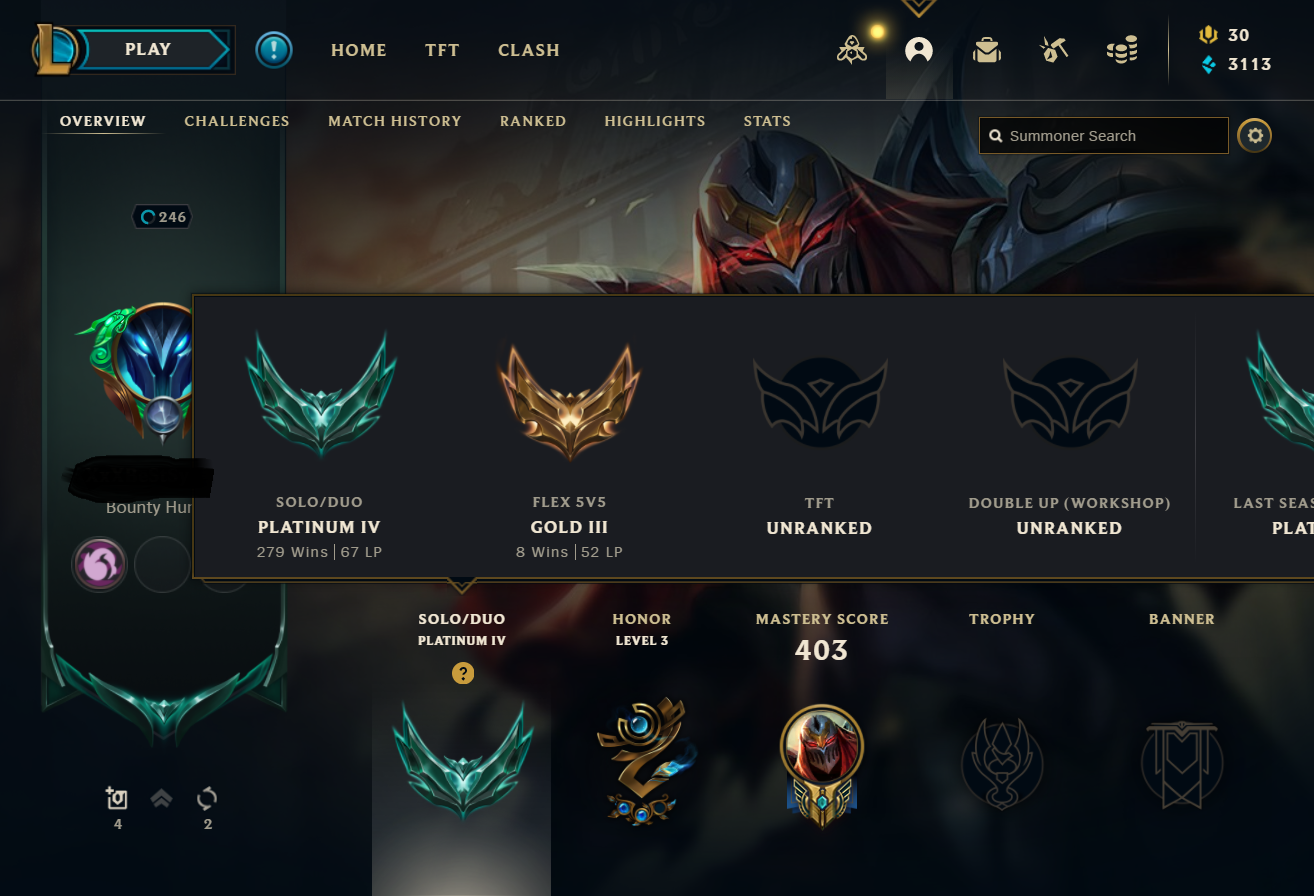 PLAY
HOME TFT CLASH
30
3113
OVERVIEW CHALLENGES MATCH HISTORY RANKED HIGHLIGHTS STATS
Summoner Search
246
SOLO/DUO
PLATINUM IV
279 Wins | 67 LP
FLEX 5V5
GOLD III
8 Wins | 52 LP
TFT
UNRANKED
DOUBLE UP (WORKSHOP)
UNRANKED
LAST SEAS
PLAT
Bounty Hun
SOLO/DUO
PLATINUM IV
?
HONOR
LEVEL 3
MASTERY SCORE
403
TROPHY
BANNER
4
2